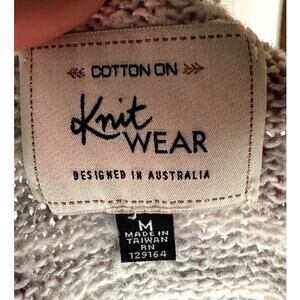 COTTON ON
Knit
WEAR
DESIGNED IN AUSTRALIA
M
MADE IN
TAIWAN
RN
129164